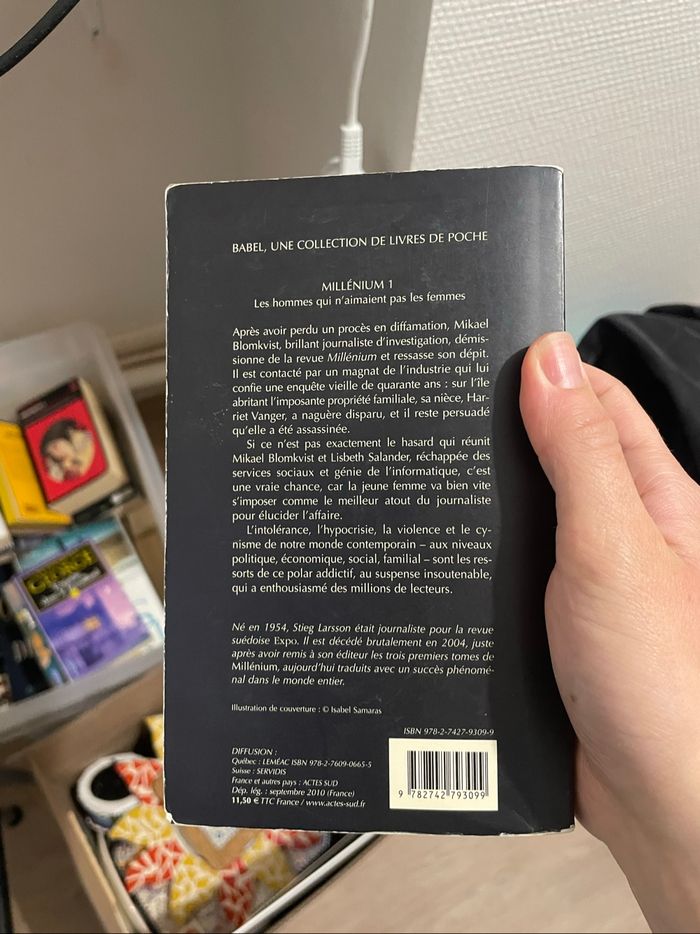 BABEL, UNE COLLECTION DE LIVRES DE POCHE
MILLÉNIUM 1
Les hommes qui n'aimaient pas les femmes
Après avoir perdu un procès en diffamation, Mikael
Blomkvist, brillant journaliste d'investigation, démis-
sionne de la revue Millénium et ressasse son dépit.
Il est contacté par un magnat de l'industrie qui lui
confie une enquête vieille de quarante ans : sur l'île
abritant l'imposante propriété familiale, sa nièce, Har-
riet Vanger, a naguère disparu, et il reste persuadé
qu'elle a été assassinée.
Si ce n'est pas exactement le hasard qui réunit
Mikael Blomkvist et Lisbeth Salander, réchappée des
services sociaux et génie de l'informatique, c'est
une vraie chance, car la jeune femme va bien vite
s'imposer comme le meilleur atout du journaliste
pour élucider l'affaire.
L'intolérance, l'hypocrisie, la violence et le cy-
nisme de notre monde contemporain – aux niveaux
politique, économique, social, familial – sont les res-
sorts de ce polar addictif, au suspense insoutenable,
qui a enthousiasmé des millions de lecteurs.
Né en 1954, Stieg Larsson était journaliste pour la revue
suédoise Expo. Il est décédé brutalement en 2004, juste
après avoir remis à son éditeur les trois premiers tomes de
Millénium, aujourd'hui traduits avec un succès phénomé-
nal dans le monde entier.
Illustration de couverture : © Isabel Samaras
ISBN 978-2-7427-9309-9
DIFFUSION :
Québec : LEMÉAC ISBN 978-2-7609-0665-5
Suisse : SERVIDIS
France et autres pays : ACTES SUD
Dép. lég. : septembre 2010 (France)
11,50 € TTC France / www.actes-sud.fr
9 782742 793099
GEORGE